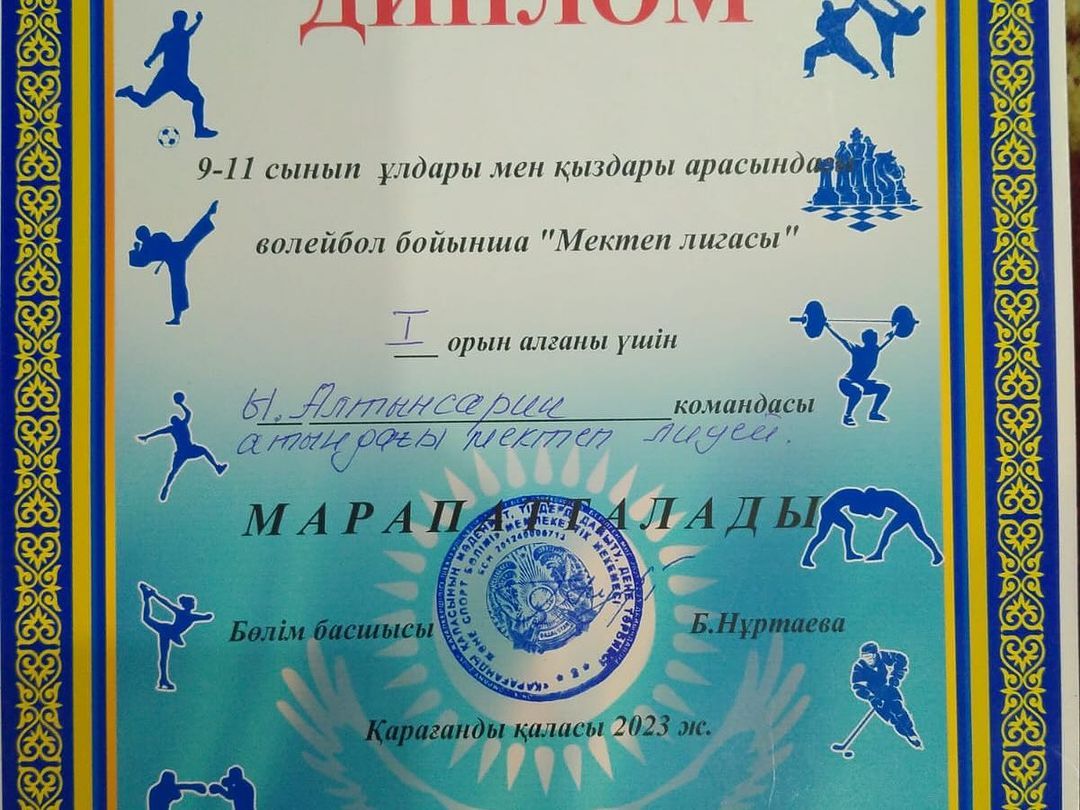 ДИПЛОМ
9-11 сынып ұлдары мен қыздары арасындағы
волейбол бойынша "Мектеп лигасы"
I орын алғаны үшін
Ы. Алтынсарин командасы
атындағы мектеп лицей.
МАРАПАТТАЛАДЫ
Бөлім басшысы Б.Нұртаева
Қарағанды қаласы 2023 ж.